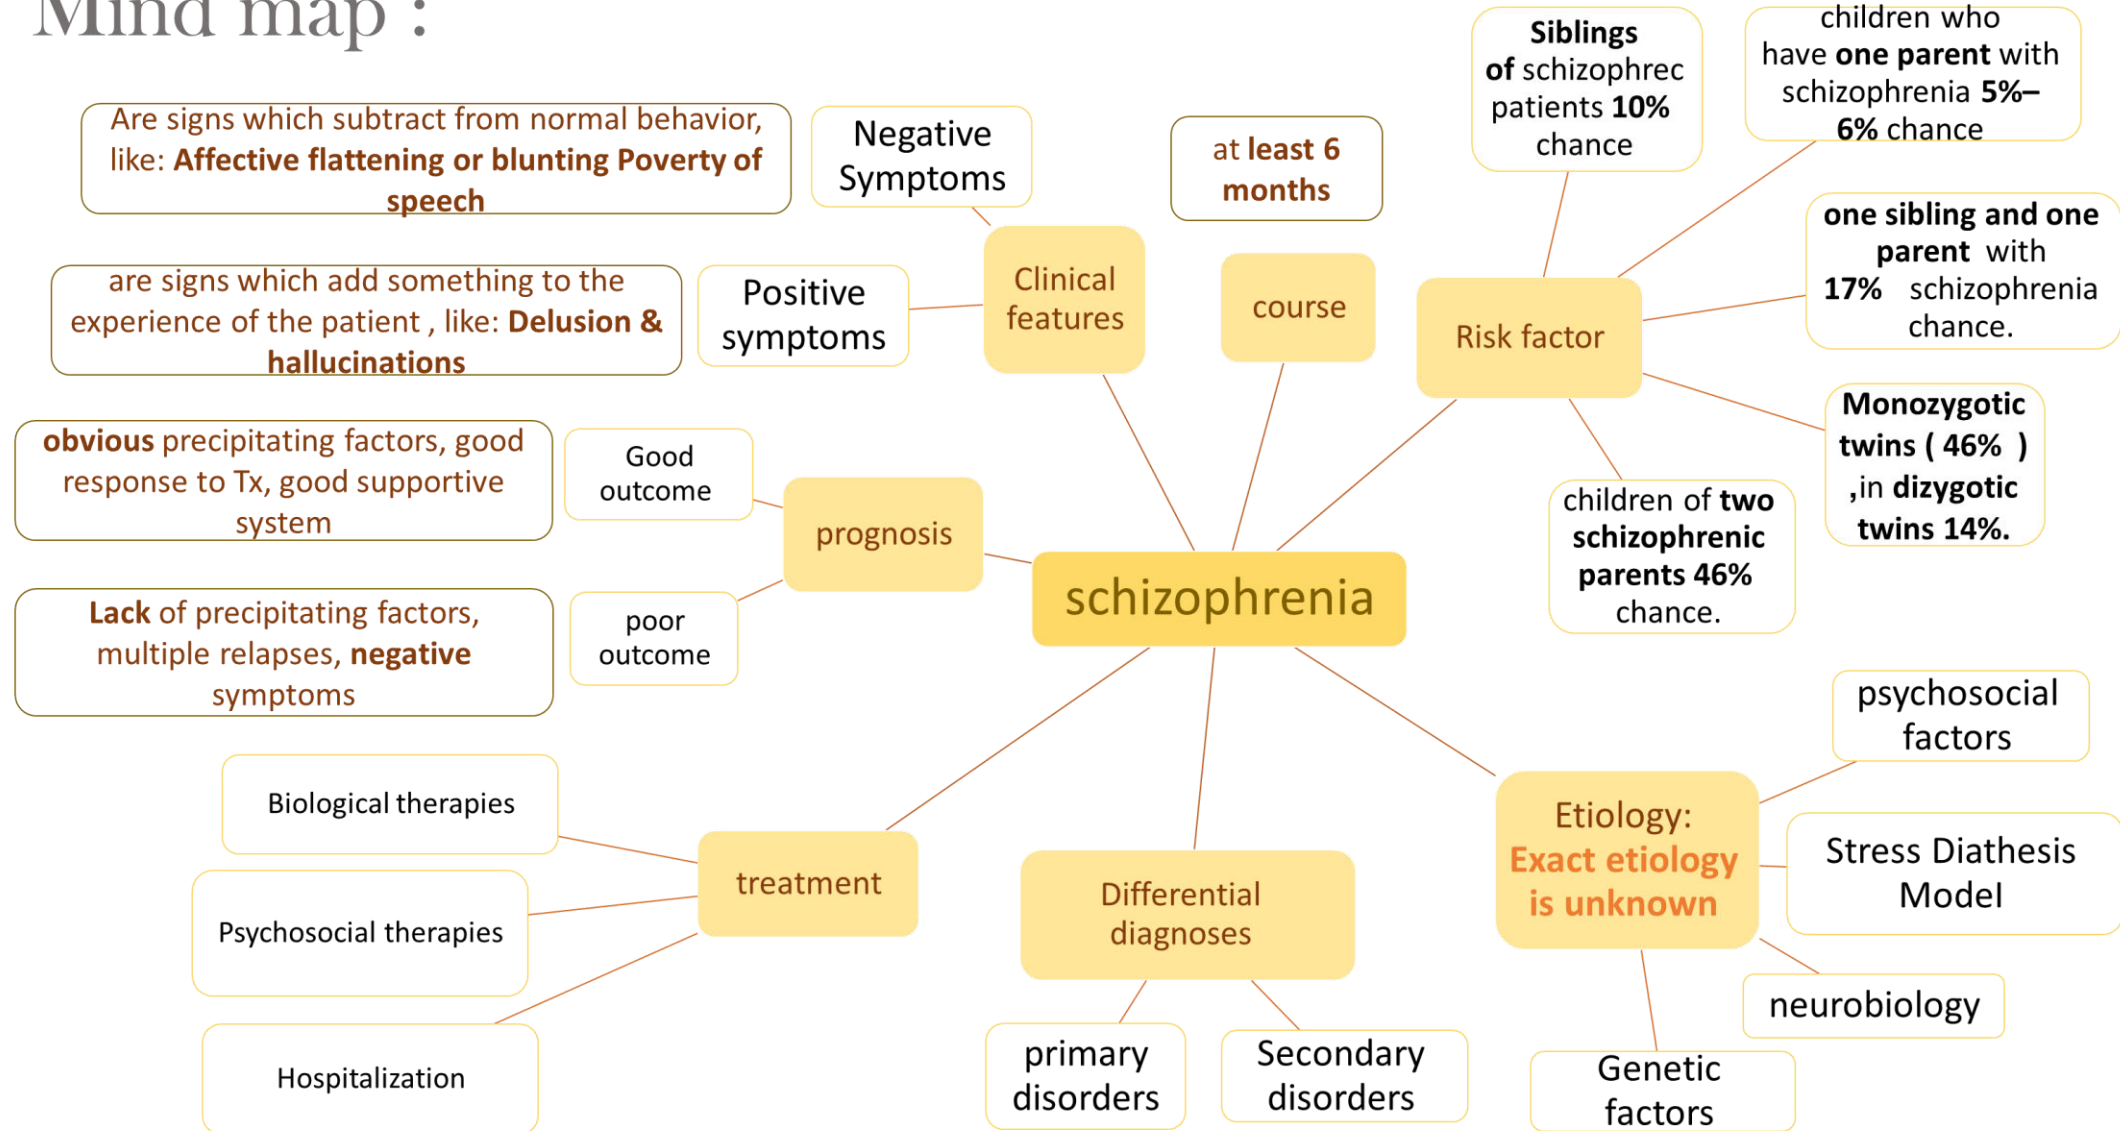 Mind map :
Are signs which subtract from normal behavior,
like: Affective flattening or blunting Poverty of
speech
Negative
Symptoms
are signs which add something to the
experience of the patient , like: Delusion &
hallucinations
Positive
symptoms
Clinical
features
at least 6
months
course
Siblings
of schizophrec
patients 10%
chance
children who
have one parent with
schizophrenia 5%–
6% chance
one sibling and one
parent with
17% schizophrenia
chance.
Risk factor
Monozygotic
twins ( 46% )
,in dizygotic
twins 14%.
children of two
schizophrenic
parents 46%
chance.
obvious precipitating factors, good
response to Tx, good supportive
system
Good
outcome
prognosis
Lack of precipitating factors,
multiple relapses, negative
symptoms
poor
outcome
schizophrenia
Biological therapies
Psychosocial therapies
Hospitalization
treatment
Differential
diagnoses
primary
disorders
Secondary
disorders
Etiology:
Exact etiology
is unknown
psychosocial
factors
Stress Diathesis
Model
neurobiology
Genetic
factors